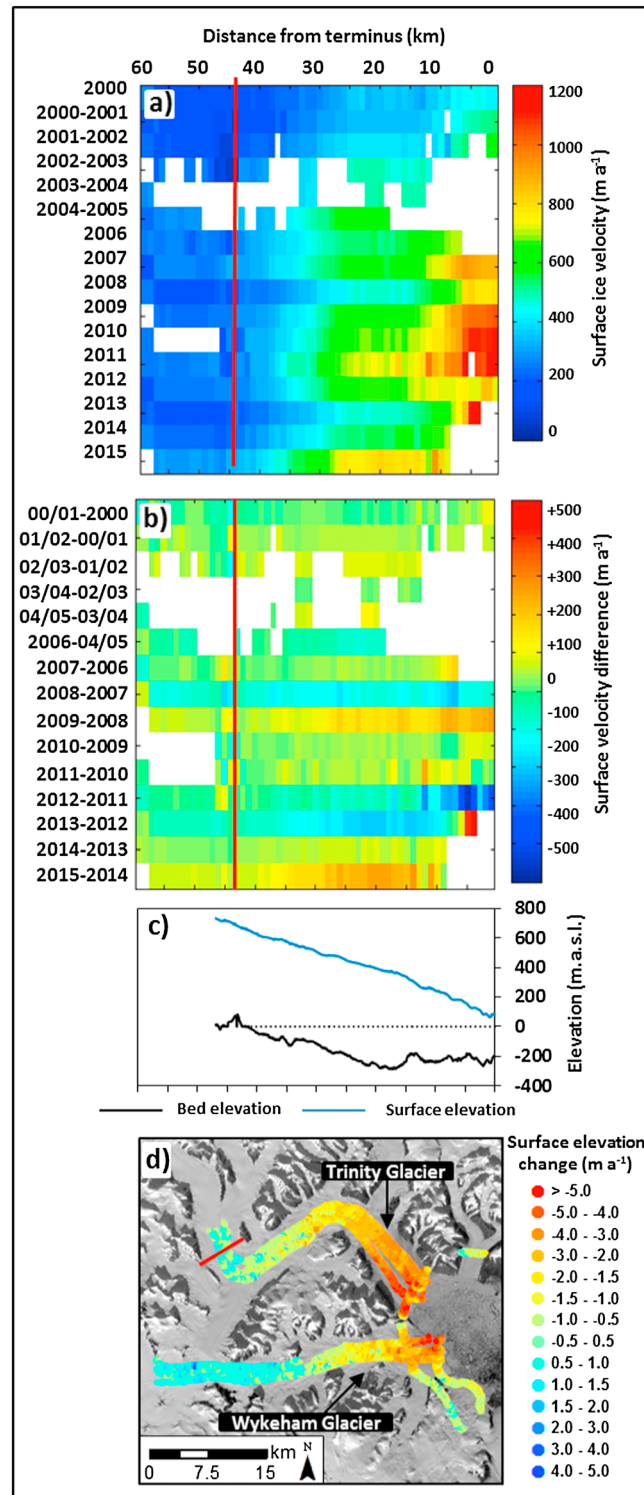 Distance from terminus (km)
60 50 40 30 20 10 0
a)
2000
2000-2001
2001-2002
2002-2003
2003-2004
2004-2005
2006
2007
2008
2009
2010
2011
2012
2013
2014
2015
1200
1000
800
600
400
200
0
Surface ice velocity (m a-1)
b)
00/01-2000
01/02-00/01
02/03-01/02
03/04-02/03
04/05-03/04
2006-04/05
2007-2006
2008-2007
2009-2008
2010-2009
2011-2010
2012-2011
2013-2012
2014-2013
2015-2014
+500
+400
+300
+200
+100
0
-100
-200
-300
-400
-500
Surface velocity difference (m a-1)
c)
800
600
400
200
0
-200
-400
Elevation (m.a.s.l.)
Bed elevation
Surface elevation
d)
Trinity Glacier
Wykeham Glacier
km N
0 7.5 15
Surface elevation
change (m a-1)
> -5.0
-5.0 - -4.0
-4.0 - -3.0
-3.0 - -2.0
-2.0 - -1.5
-1.5 - -1.0
-1.0 - -0.5
-0.5 - 0.5
0.5 - 1.0
1.0 - 1.5
1.5 - 2.0
2.0 - 3.0
3.0 - 4.0
4.0 - 5.0